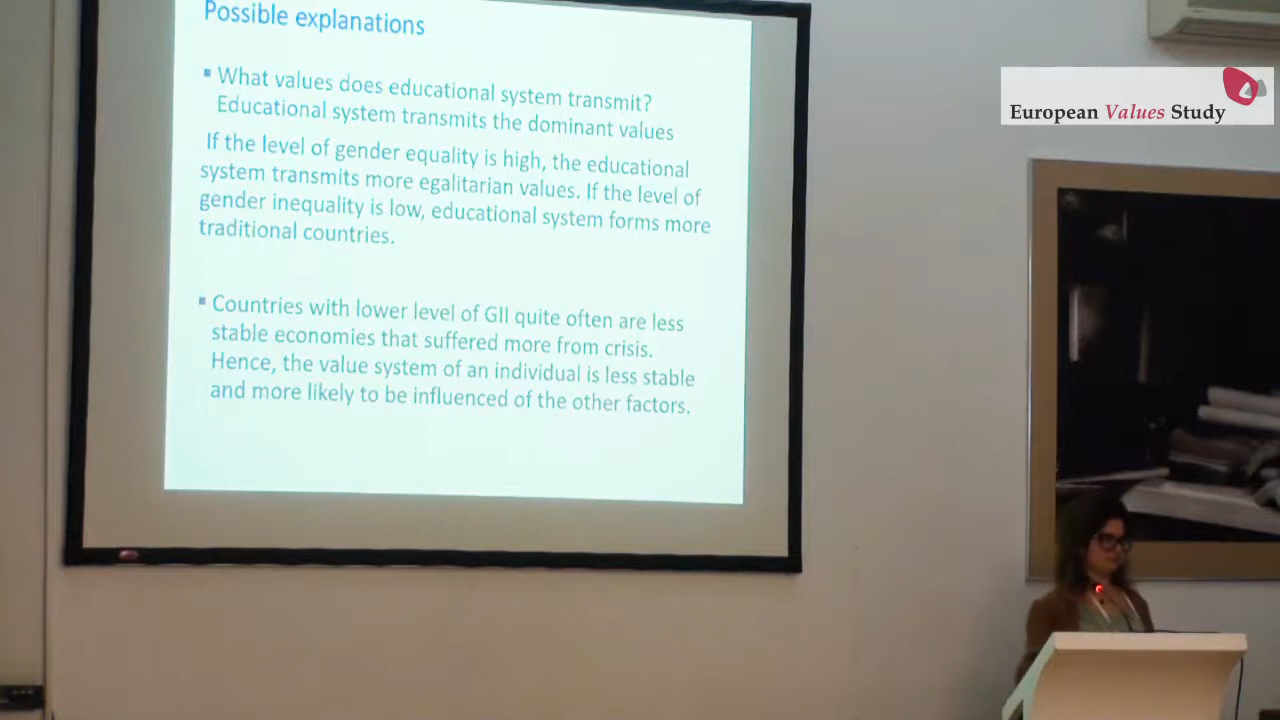 Possible explanations
▪ What values does educational system transmit?
Educational system transmits the dominant values
If the level of gender equality is high, the educational
system transmits more egalitarian values. If the level of
gender inequality is low, educational system forms more
traditional countries.
▪ Countries with lower level of GII quite often are less
stable economies that suffered more from crisis.
Hence, the value system of an individual is less stable
and more likely to be influenced of the other factors.
European Values Study